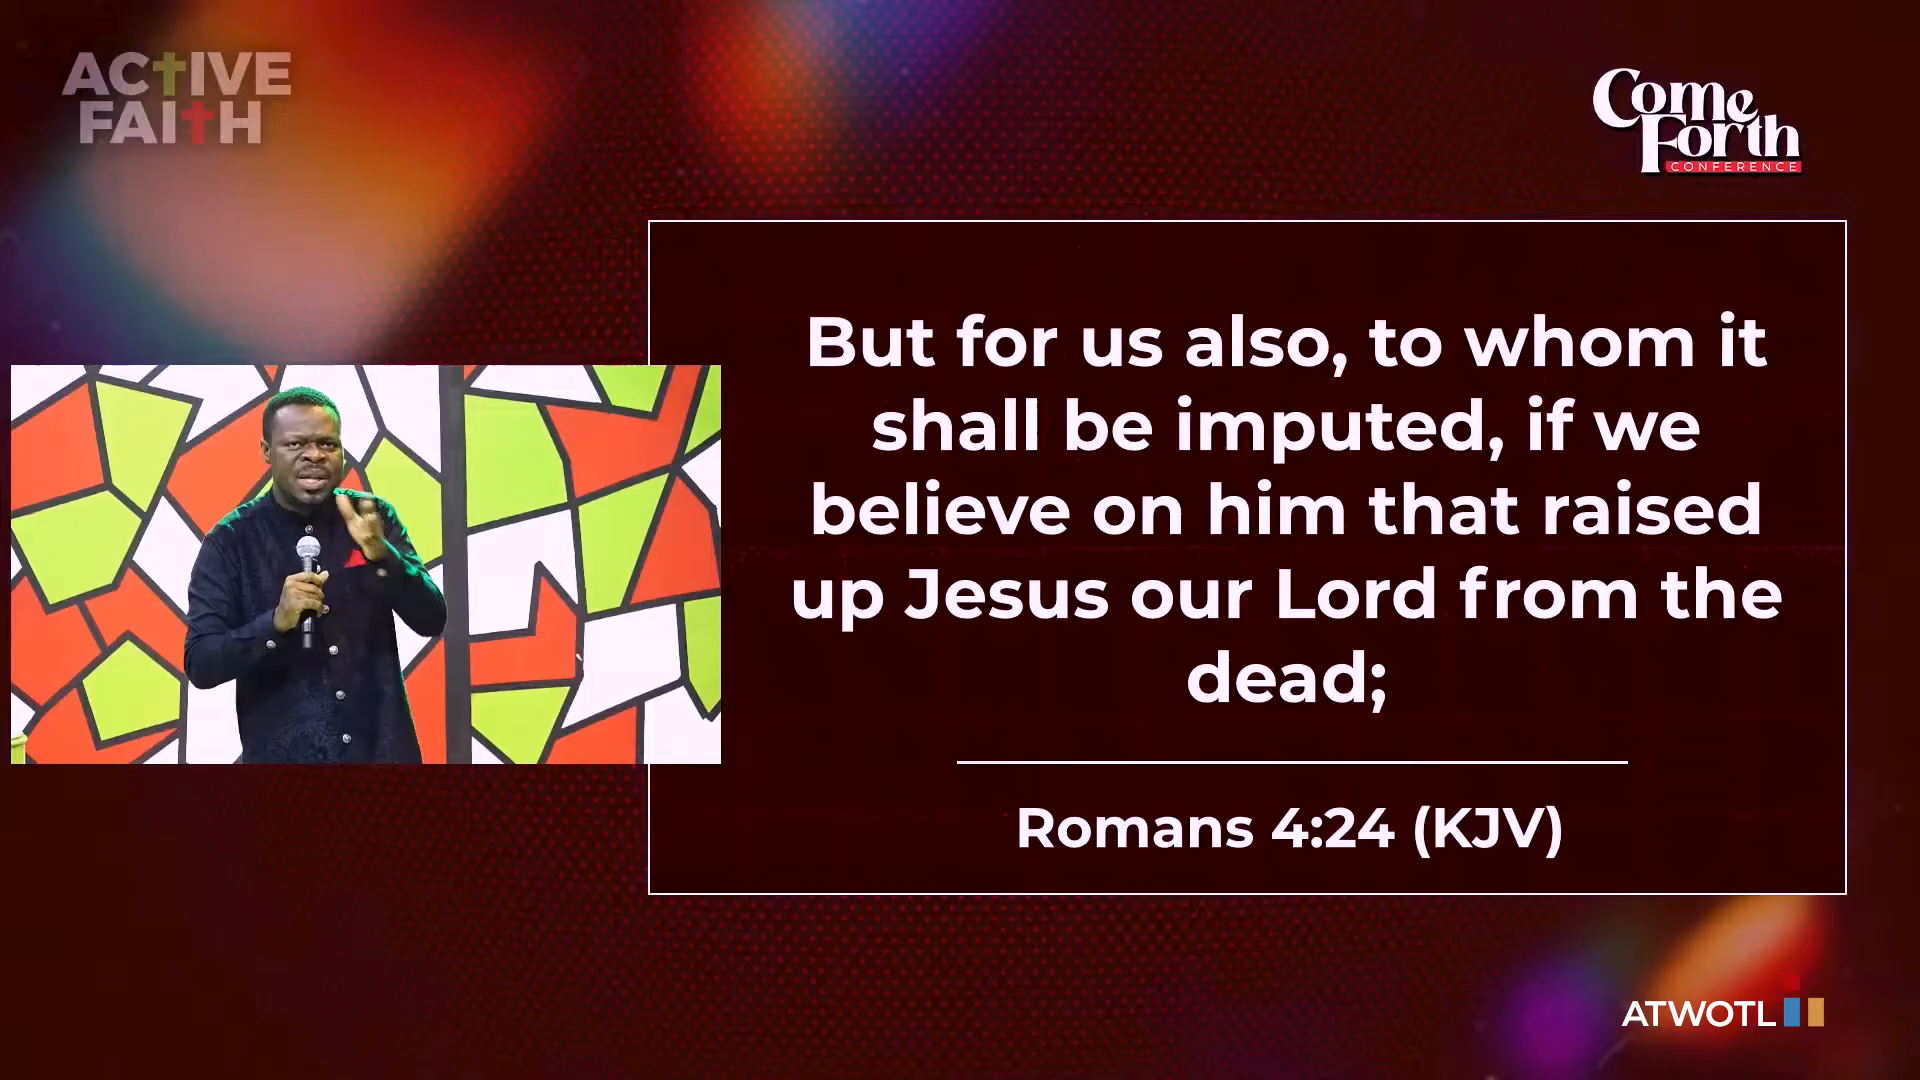 ACTIVE
FAITH
Come
Forth
CONFERENCE
But for us also, to whom it
shall be imputed, if we
believe on him that raised
up Jesus our Lord from the
dead;
Romans 4:24 (KJV)
ATWOTL